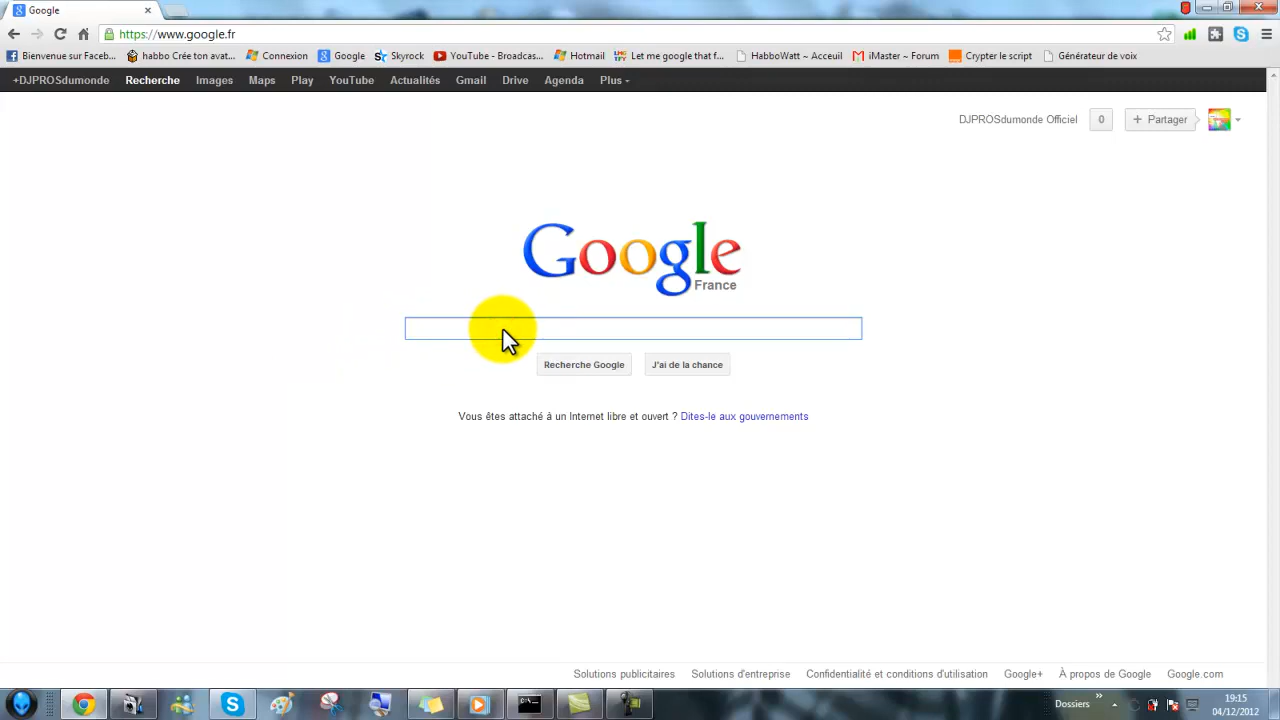 Google
https://www.google.fr
Bienvenue sur Faceb... habbo Crée ton avat... Connexion Google Skyrock YouTube - Broadcas... Hotmail Let me google that f... HabboWatt ~ Acceuil iMaster ~ Forum Crypter le script Générateur de voix
+DJPROSdumonde Recherche Images Maps Play YouTube Actualités Gmail Drive Agenda Plus
DJPROSdumonde Officiel 0 + Partager
Google
France
Recherche Google J'ai de la chance
Vous êtes attaché à un Internet libre et ouvert ? Dites-le aux gouvernements
Solutions publicitaires Solutions d'entreprise Confidentialité et conditions d'utilisation Google+ À propos de Google Google.com
Dossiers » 19:15
04/12/2012